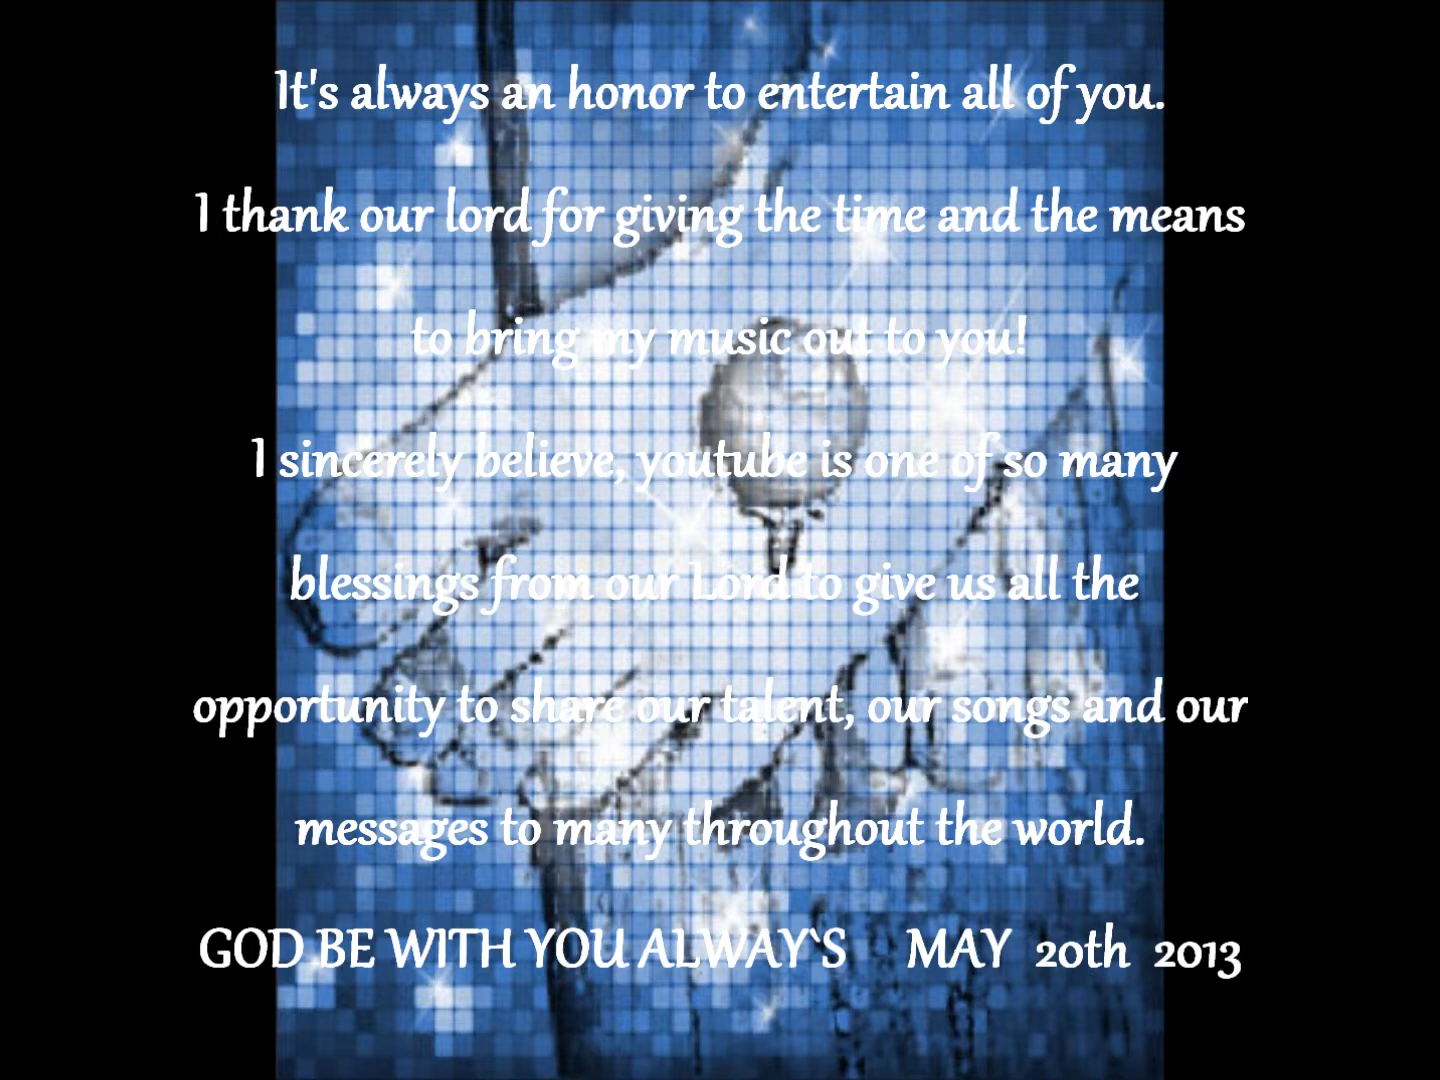 It's always an honor to entertain all of you.
I thank our lord for giving the time and the means
to bring my music out to you!
I sincerely believe, youtube is one of so many
blessings from our Lord to give us all the
opportunity to share our talent, our songs and our
messages to many throughout the world.
GOD BE WITH YOU ALWAY`S MAY 20th 2013